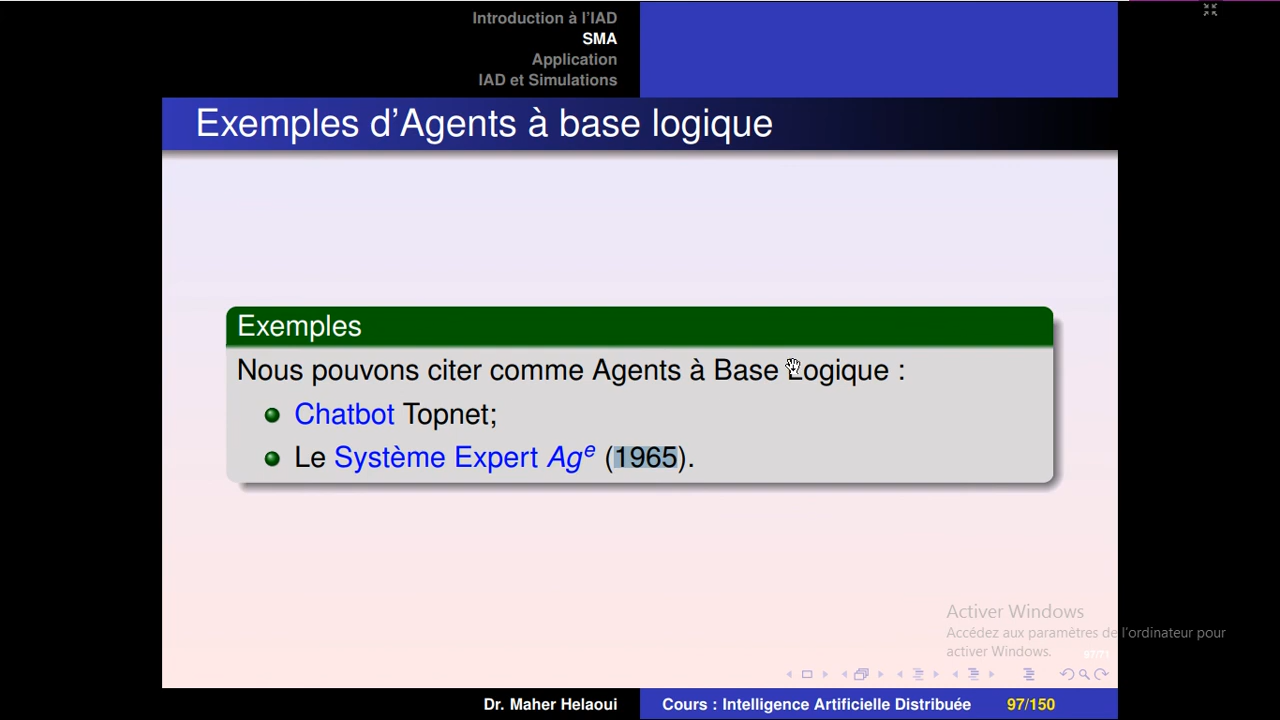 Introduction à l'IAD
SMA
Application
IAD et Simulations
Exemples d'Agents à base logique
Exemples
Nous pouvons citer comme Agents à Base Logique :
Chatbot Topnet;
Le Système Expert Agᵉ (1965).
Activer Windows
Accédez aux paramètres de l'ordinateur pour
activer Windows.
Dr. Maher Helaoui
Cours : Intelligence Artificielle Distribuée
97/150